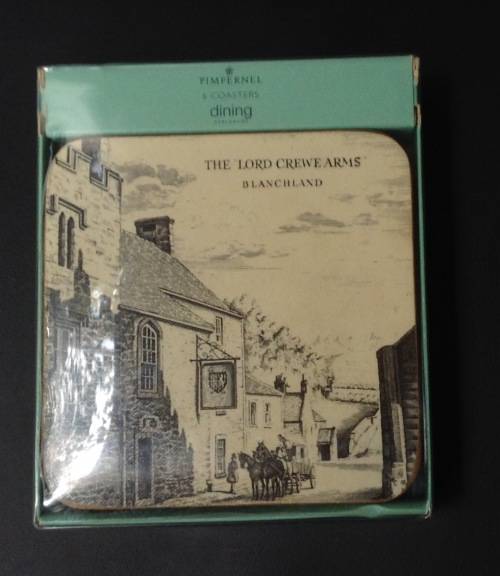 PIMPERNEL
6 COASTERS
dining
THE "LORD CREWE ARMS"
BLANCHLAND